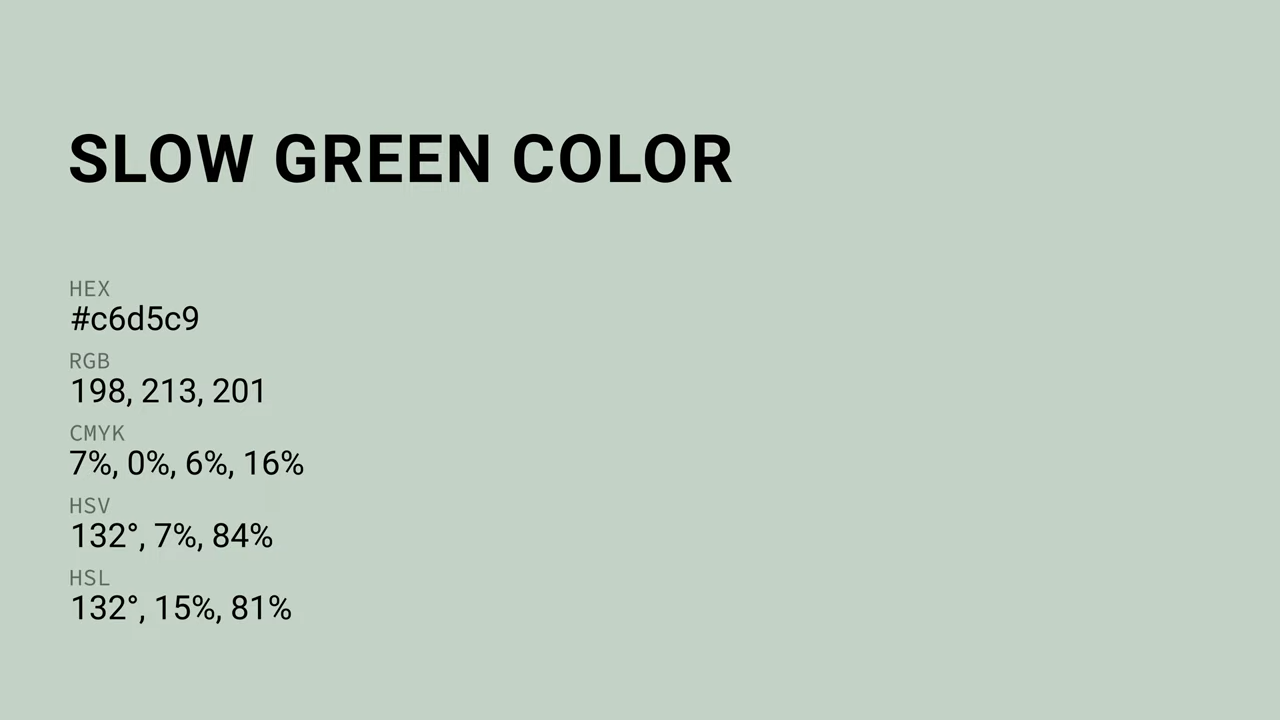 SLOW GREEN COLOR
HEX
#c6d5c9
RGB
198, 213, 201
CMYK
7%, 0%, 6%, 16%
HSV
132°, 7%, 84%
HSL
132°, 15%, 81%